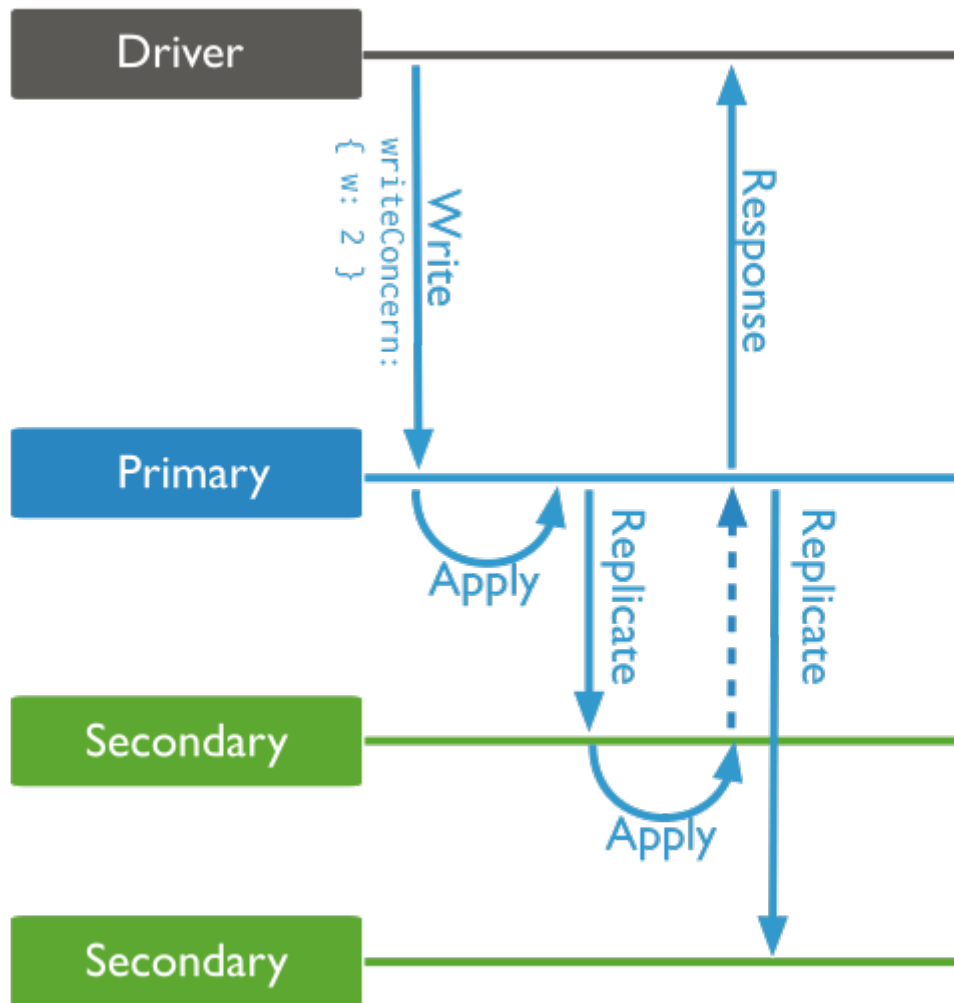 Driver
Write
writeConcern:
{ w: 2 }
Response
Primary
Apply
Replicate
Replicate
Secondary
Apply
Secondary